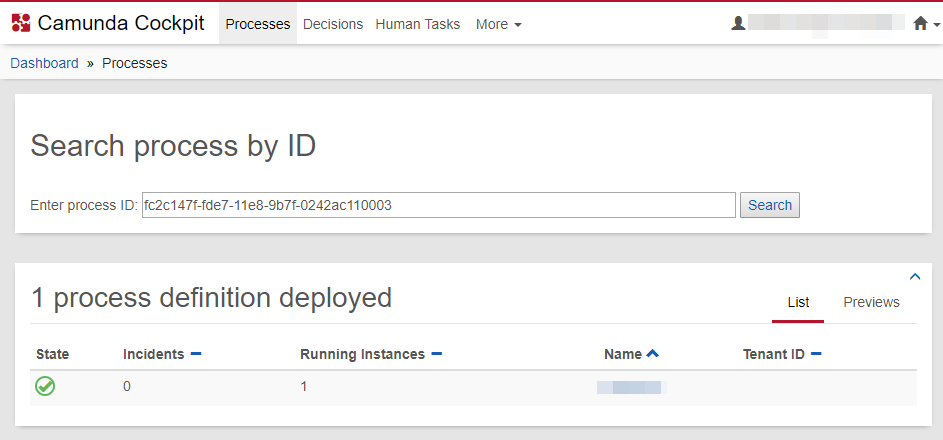 Camunda Cockpit Processes Decisions Human Tasks More
Dashboard » Processes
Search process by ID
Enter process ID: fc2c147f-fde7-11e8-9b7f-0242ac110003 Search
1 process definition deployed
List Previews
State Incidents Running Instances Name Tenant ID
0 1